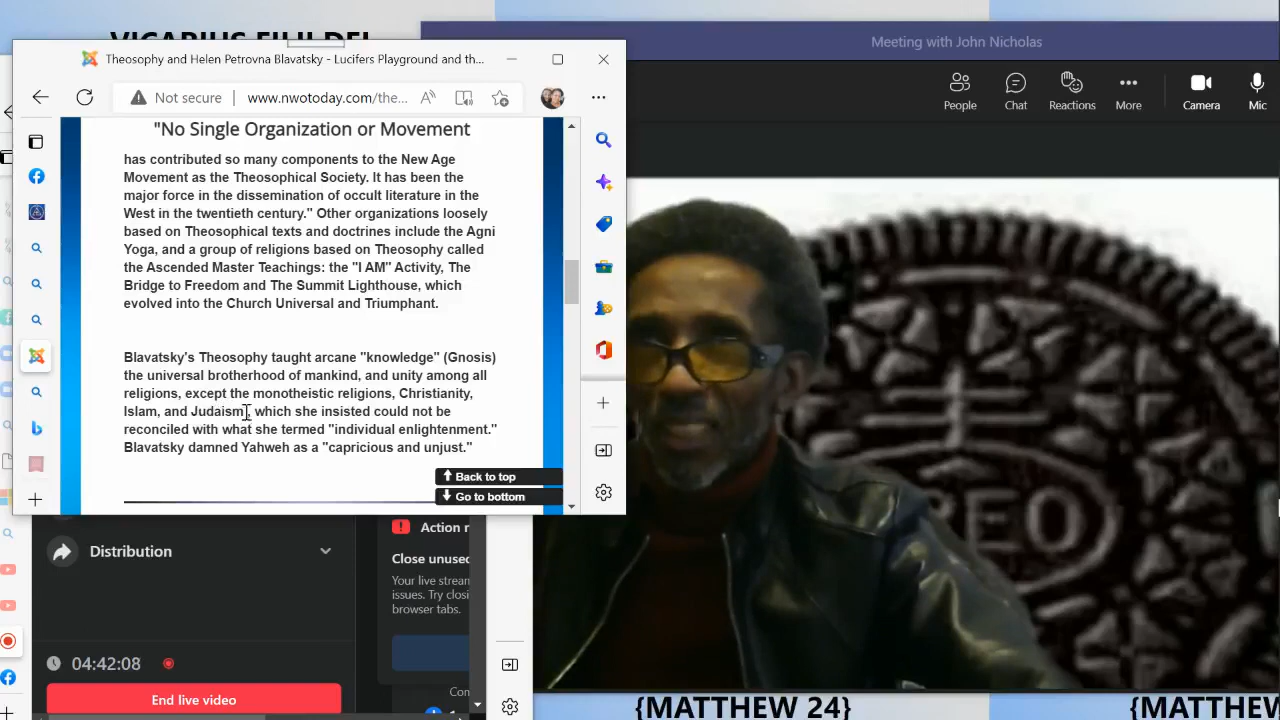 VICARIUS FILII DEI
Meeting with John Nicholas
Theosophy and Helen Petrovna Blavatsky - Lucifers Playground and th...
Not secure
www.nwotoday.com/the...
People
Chat
Reactions
More
Camera
Mic
"No Single Organization or Movement
has contributed so many components to the New Age
Movement as the Theosophical Society. It has been the
major force in the dissemination of occult literature in the
West in the twentieth century." Other organizations loosely
based on Theosophical texts and doctrines include the Agni
Yoga, and a group of religions based on Theosophy called
the Ascended Master Teachings: the "I AM" Activity, The
Bridge to Freedom and The Summit Lighthouse, which
evolved into the Church Universal and Triumphant.
Blavatsky's Theosophy taught arcane "knowledge" (Gnosis)
the universal brotherhood of mankind, and unity among all
religions, except the monotheistic religions, Christianity,
Islam, and Judaism, which she insisted could not be
reconciled with what she termed "individual enlightenment."
Blavatsky damned Yahweh as a "capricious and unjust."
Back to top
Go to bottom
REO
Distribution
Action r
Close unusec
Your live strean
issues. Try closi
browser tabs.
04:42:08
End live video
Con
{MATTHEW 24}
{MATTHEW